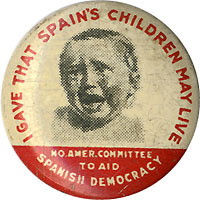 I GAVE THAT SPAIN'S CHILDREN MAY LIVE
NO. AMER. COMMITTEE
TO AID
SPANISH DEMOCRACY